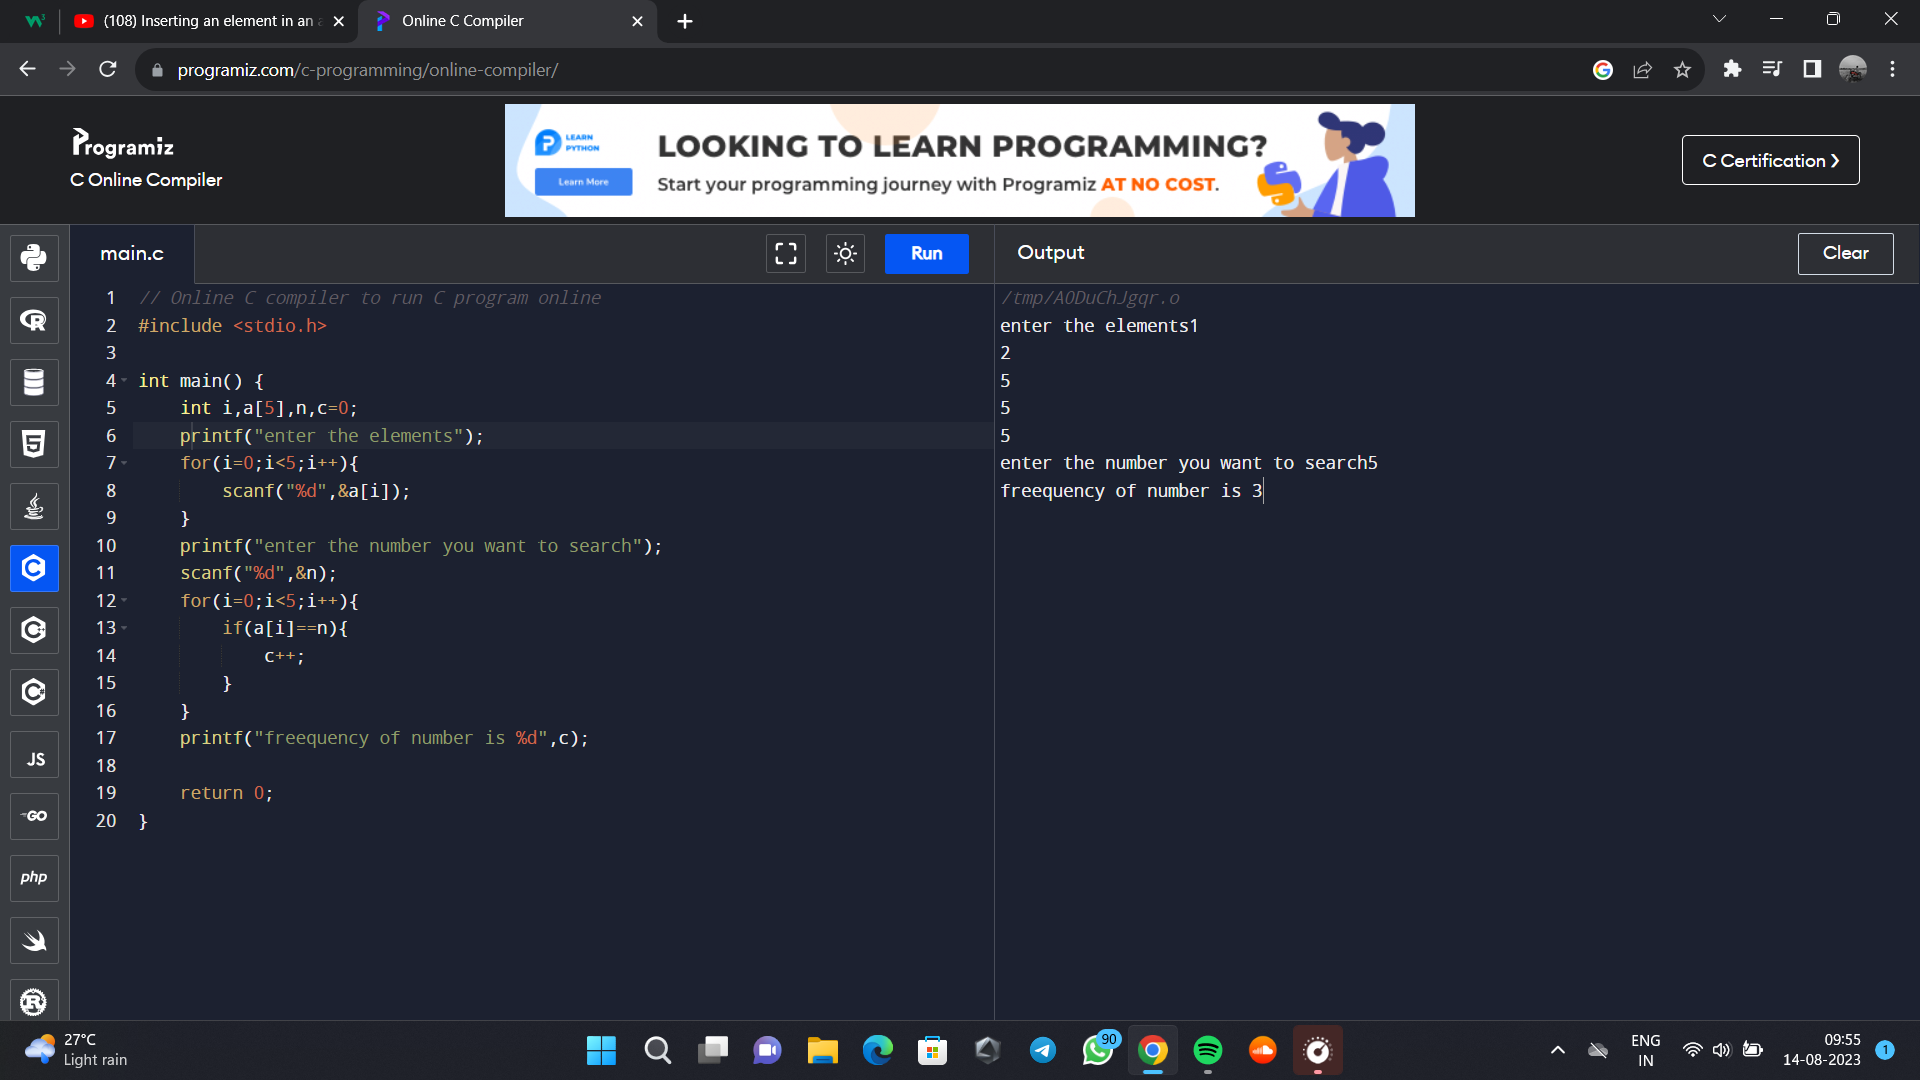 (108) Inserting an element in an a
Online C Compiler
programiz.com/c-programming/online-compiler/
Programiz
C Online Compiler
LEARN
PYTHON
Learn More
LOOKING TO LEARN PROGRAMMING?
Start your programming journey with Programiz AT NO COST.
C Certification
main.c
Run
Output
Clear
1 // Online C compiler to run C program online
2 #include <stdio.h>
3
4 int main() {
5 int i,a[5],n,c=0;
6 printf("enter the elements");
7 for(i=0;i<5;i++){
8 scanf("%d",&a[i]);
9 }
10 printf("enter the number you want to search");
11 scanf("%d",&n);
12 for(i=0;i<5;i++){
13 if(a[i]==n){
14 c++;
15 }
16 }
17 printf("freequency of number is %d",c);
18
19 return 0;
20 }
/tmp/AODuChJgqr.o
enter the elements1
2
5
5
5
enter the number you want to search5
freequency of number is 3
JS
GO
php
27°C
Light rain
90
ENG
IN
09:55
14-08-2023
1